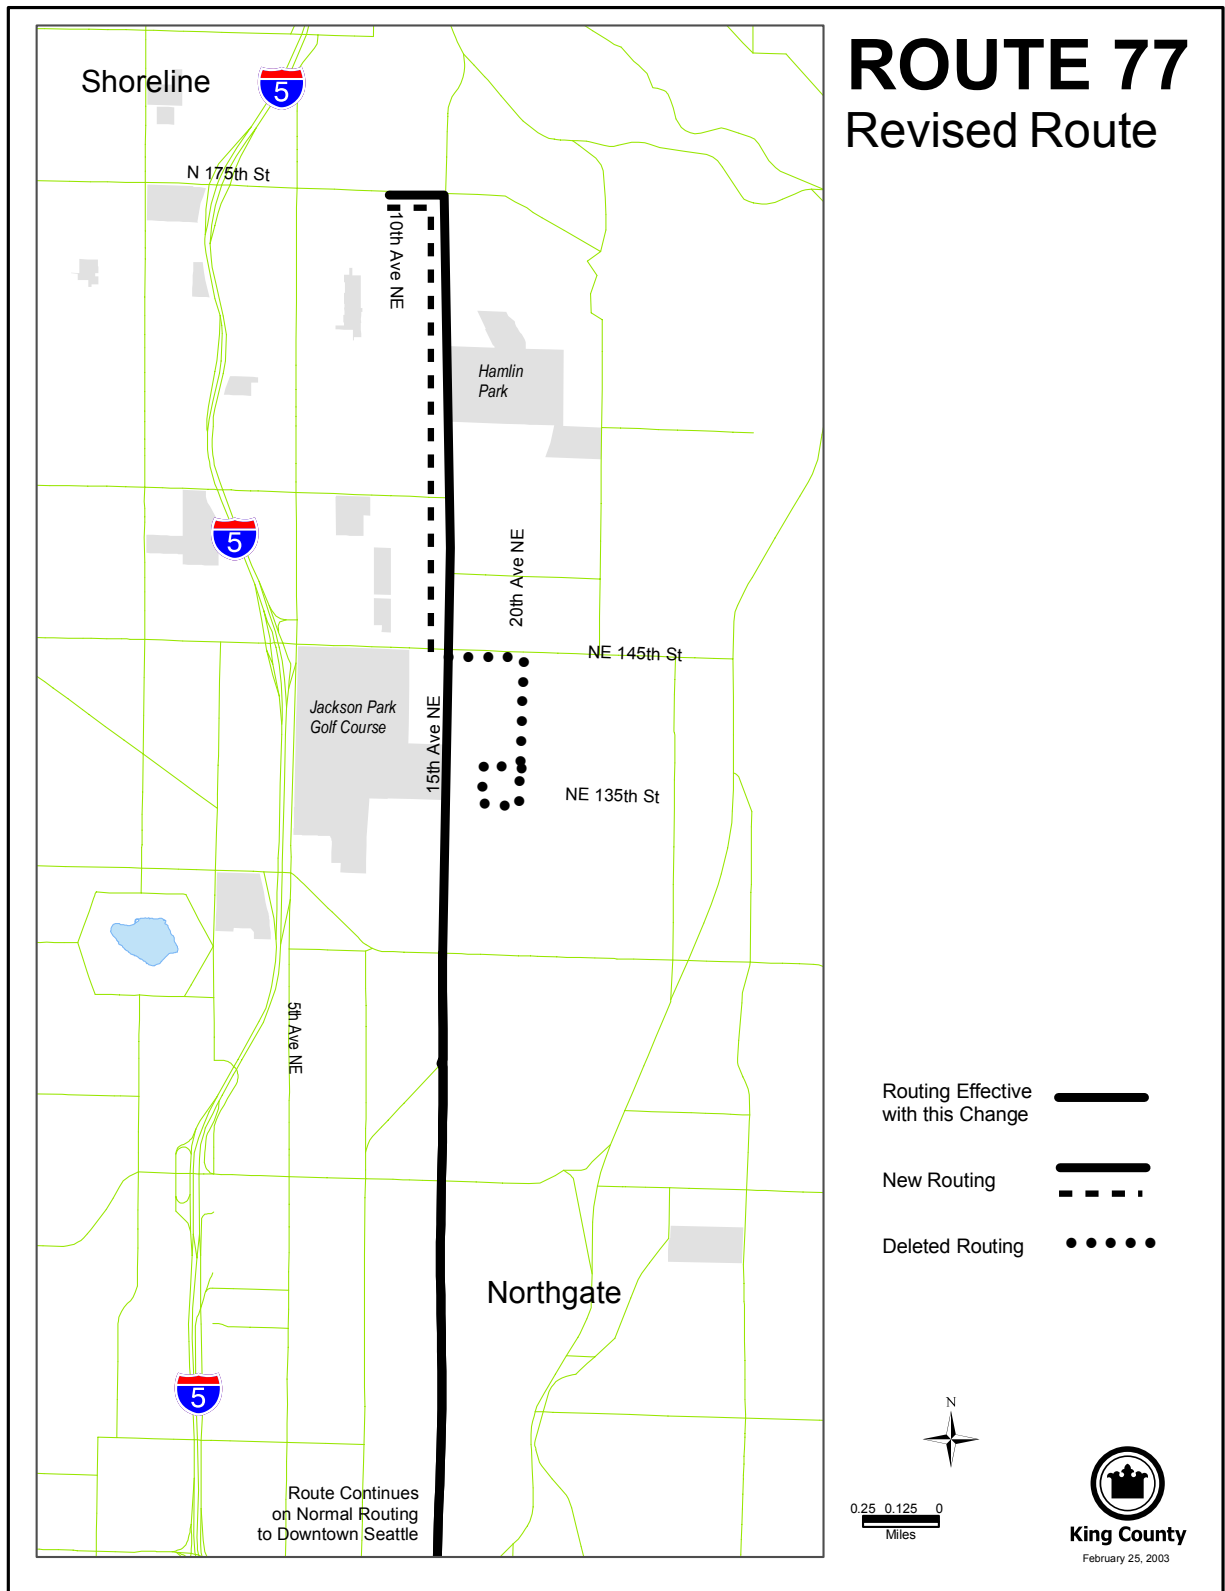 ROUTE 77
Revised Route
Shoreline
5
N 175th St
10th Ave NE
Hamlin
Park
5
20th Ave NE
NE 145th St
Jackson Park
Golf Course
15th Ave NE
NE 135th St
5th Ave NE
Northgate
5
Route Continues
on Normal Routing
to Downtown Seattle
Routing Effective
with this Change
New Routing
Deleted Routing
N
0.25 0.125 0
Miles
King County
February 25, 2003